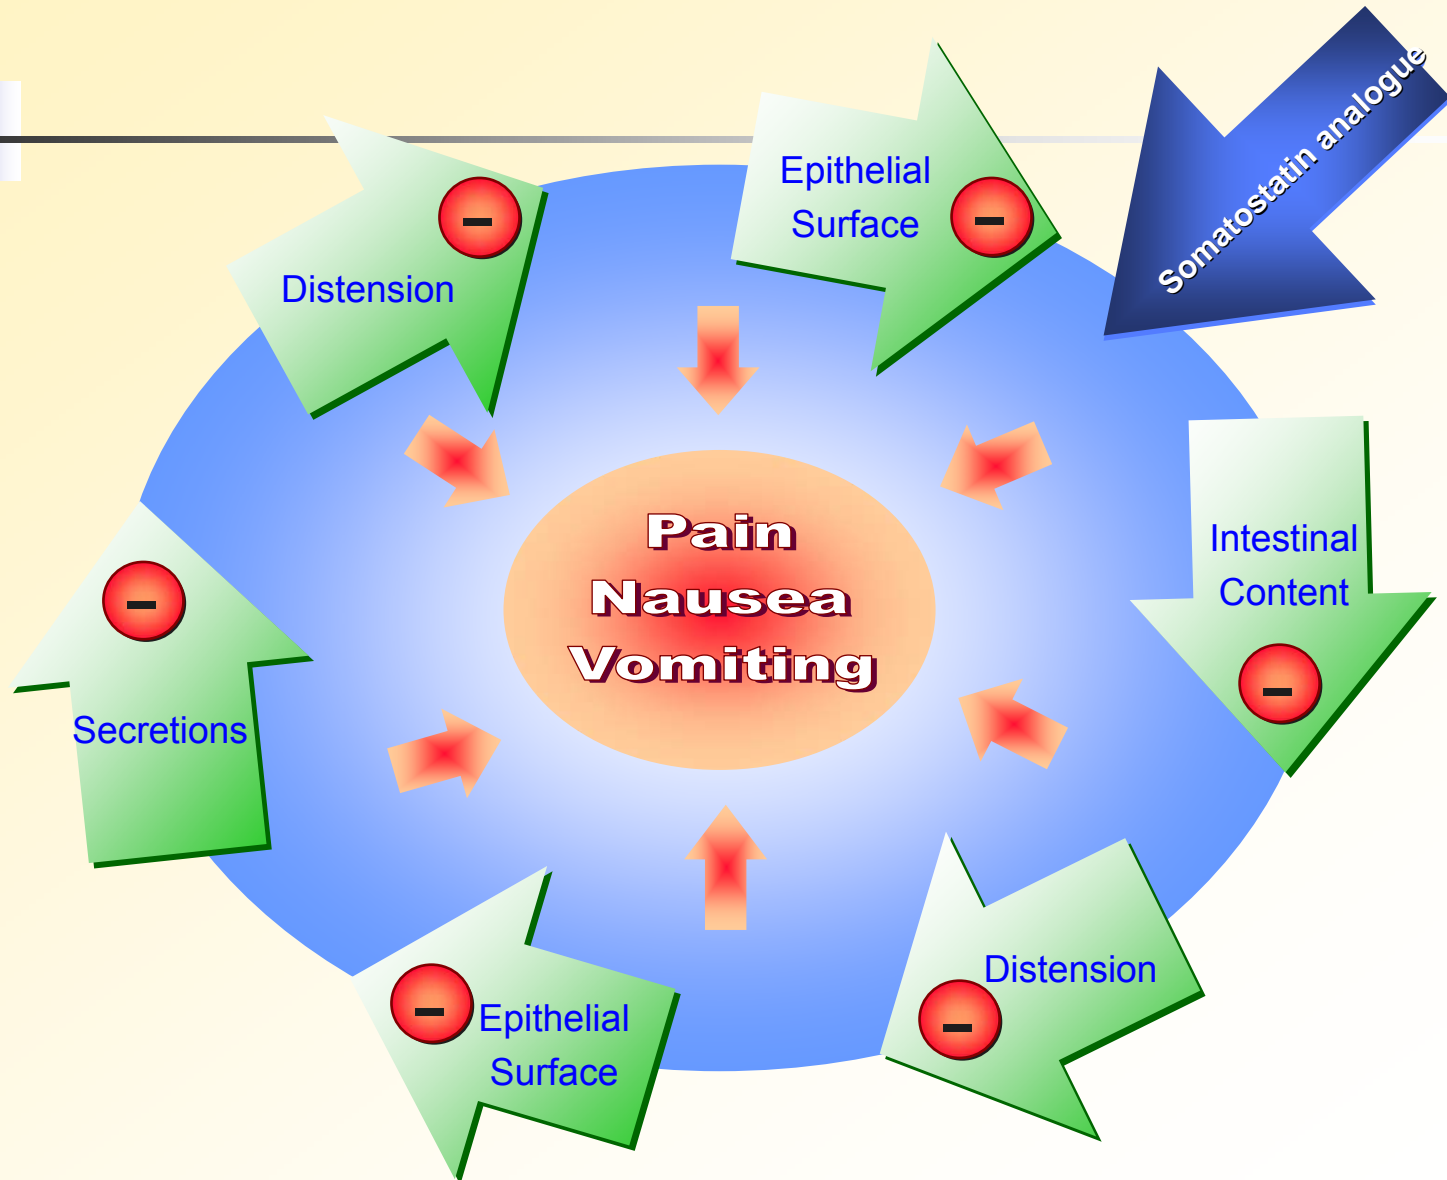 Epithelial
Surface
–
Somatostatin analogue
–
Distension
Intestinal
Content
–
Pain
Nausea
Vomiting
–
Secretions
Distension
–
–
Epithelial
Surface